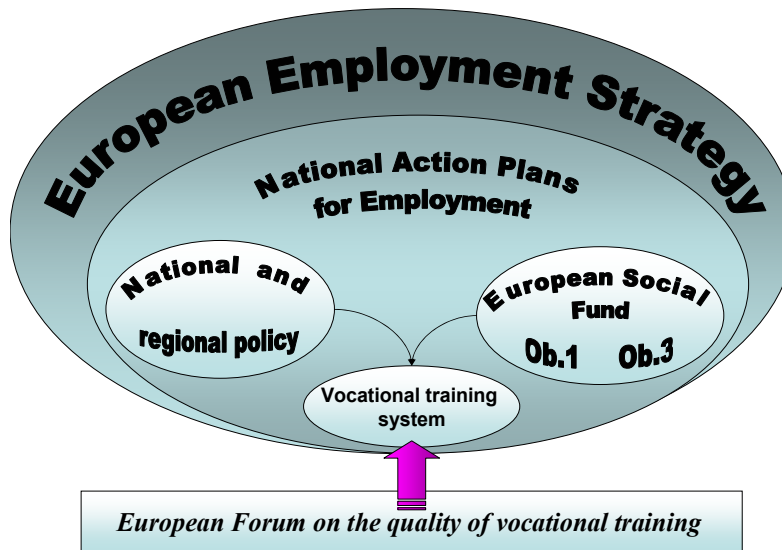 European Employment Strategy
National Action Plans
for Employment
National and
regional policy
European Social
Fund
Ob.1 Ob.3
Vocational training
system
European Forum on the quality of vocational training